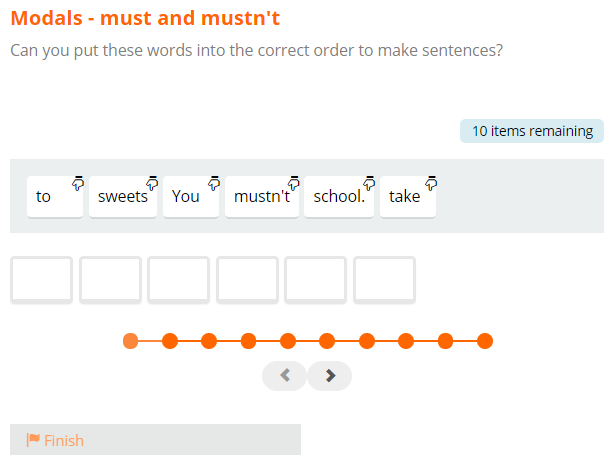 Modals - must and mustn't
Can you put these words into the correct order to make sentences?
10 items remaining
to sweets You mustn't school. take
Finish